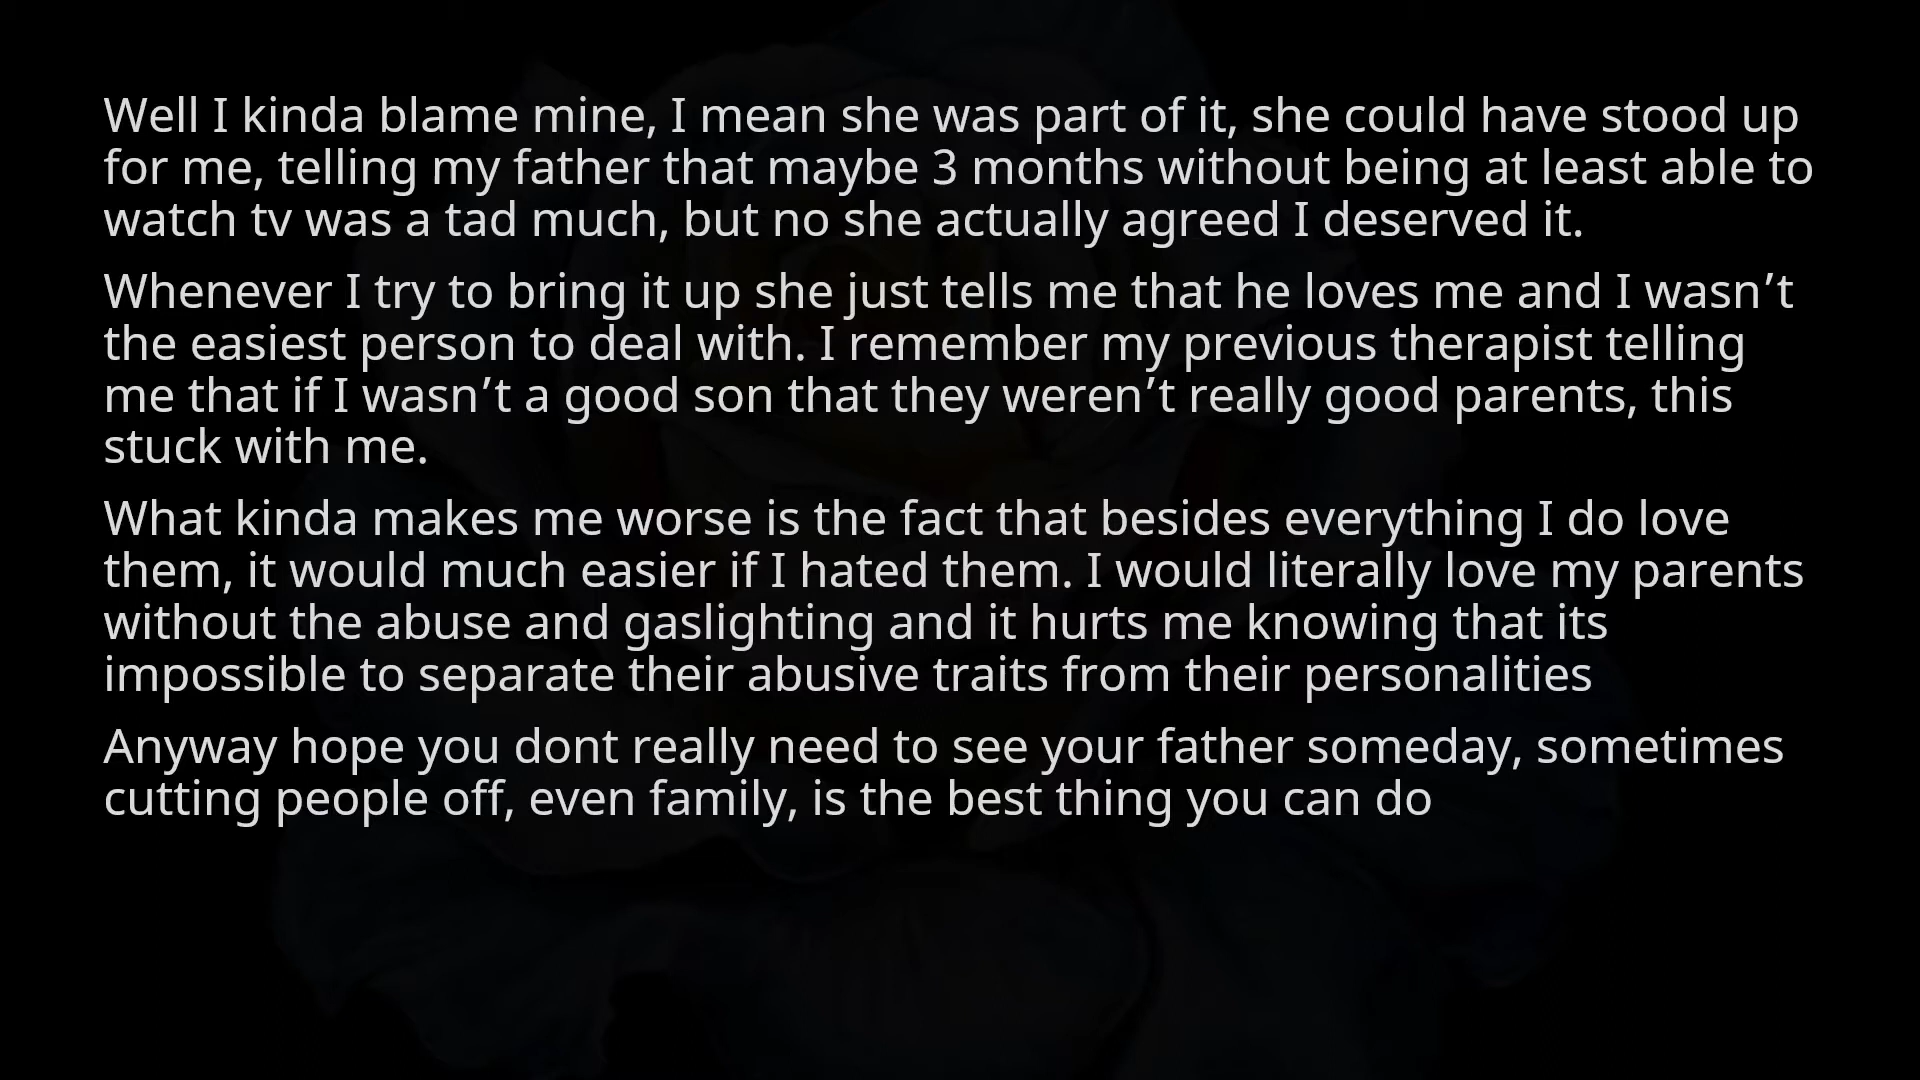 Well I kinda blame mine, I mean she was part of it, she could have stood up
for me, telling my father that maybe 3 months without being at least able to
watch tv was a tad much, but no she actually agreed I deserved it.
Whenever I try to bring it up she just tells me that he loves me and I wasn’t
the easiest person to deal with. I remember my previous therapist telling
me that if I wasn’t a good son that they weren’t really good parents, this
stuck with me.
What kinda makes me worse is the fact that besides everything I do love
them, it would much easier if I hated them. I would literally love my parents
without the abuse and gaslighting and it hurts me knowing that its
impossible to separate their abusive traits from their personalities
Anyway hope you dont really need to see your father someday, sometimes
cutting people off, even family, is the best thing you can do